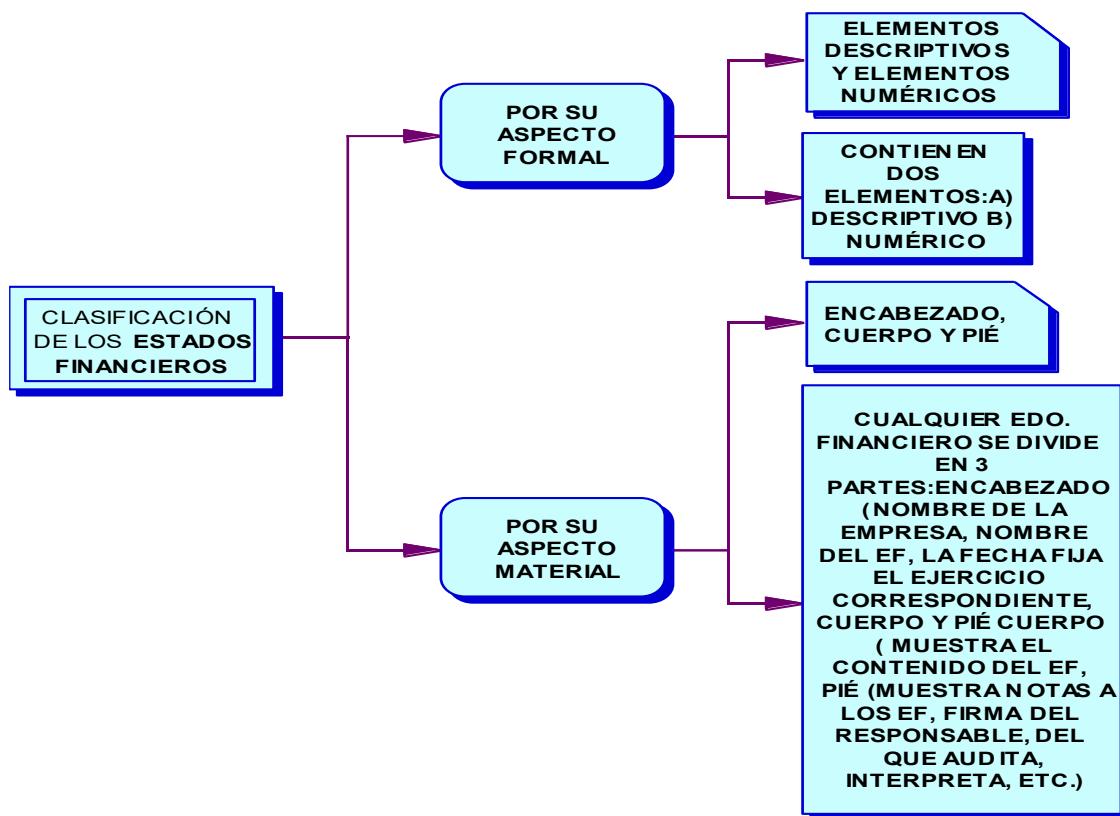 CLASIFICACIÓN
DE LOS ESTADOS
FINANCIEROS
POR SU
ASPECTO
FORMAL
ELEMENTOS
DESCRIPTIVOS
Y ELEMENTOS
NUMÉRICOS
CONTIENEN
DOS
ELEMENTOS:A)
DESCRIPTIVO B)
NUMÉRICO
POR SU
ASPECTO
MATERIAL
ENCABEZADO,
CUERPO Y PIÉ
CUALQUIER EDO.
FINANCIERO SE DIVIDE
EN 3
PARTES:ENCABEZADO
(NOMBRE DE LA
EMPRESA, NOMBRE
DEL EF, LA FECHA FIJA
EL EJERCICIO
CORRESPONDIENTE,
CUERPO Y PIÉ CUERPO
( MUESTRA EL
CONTENIDO DEL EF,
PIÉ (MUESTRA NOTAS A
LOS EF, FIRMA DEL
RESPONSABLE, DEL
QUE AUDITA,
INTERPRETA, ETC.)